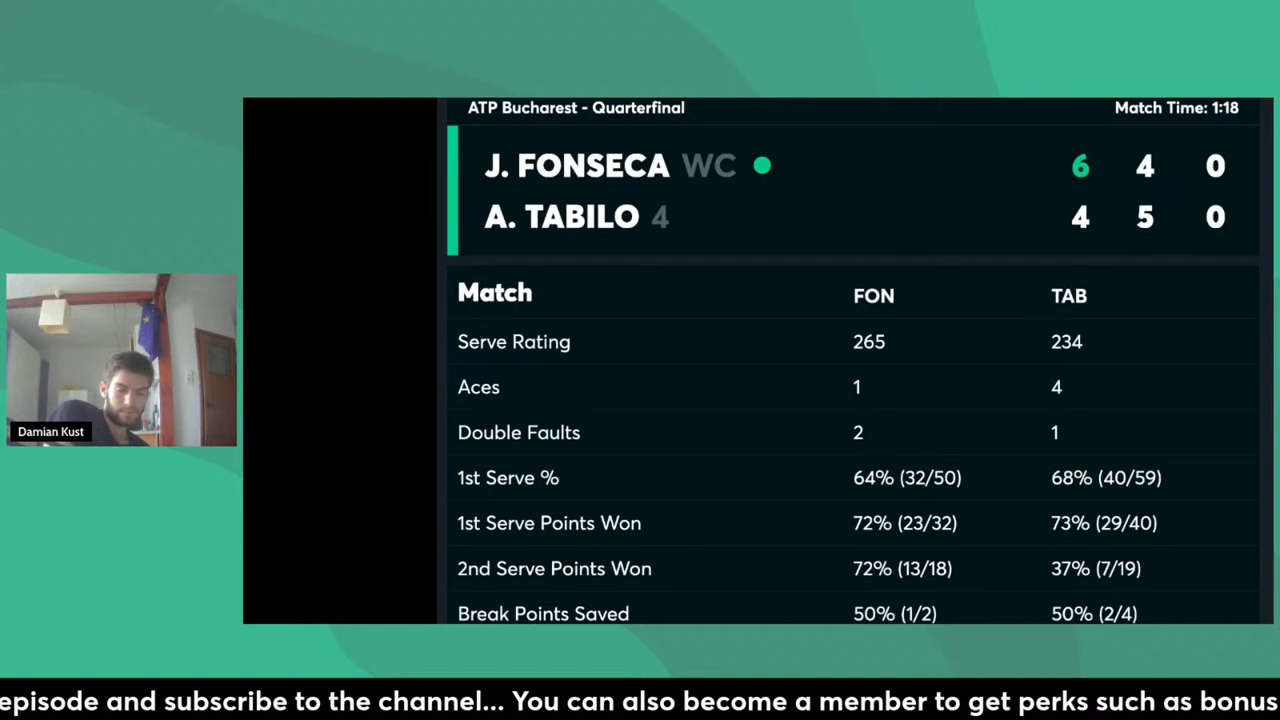 ATP Bucharest - Quarterfinal Match Time: 1:18
J. FONSECA WC 6 4 0
A. TABILO 4 4 5 0
Match FON TAB
Serve Rating 265 234
Aces 1 4
Double Faults 2 1
1st Serve % 64% (32/50) 68% (40/59)
1st Serve Points Won 72% (23/32) 73% (29/40)
2nd Serve Points Won 72% (13/18) 37% (7/19)
Break Points Saved 50% (1/2) 50% (2/4)
Damian Kust
episode and subscribe to the channel... You can also become a member to get perks such as bonus